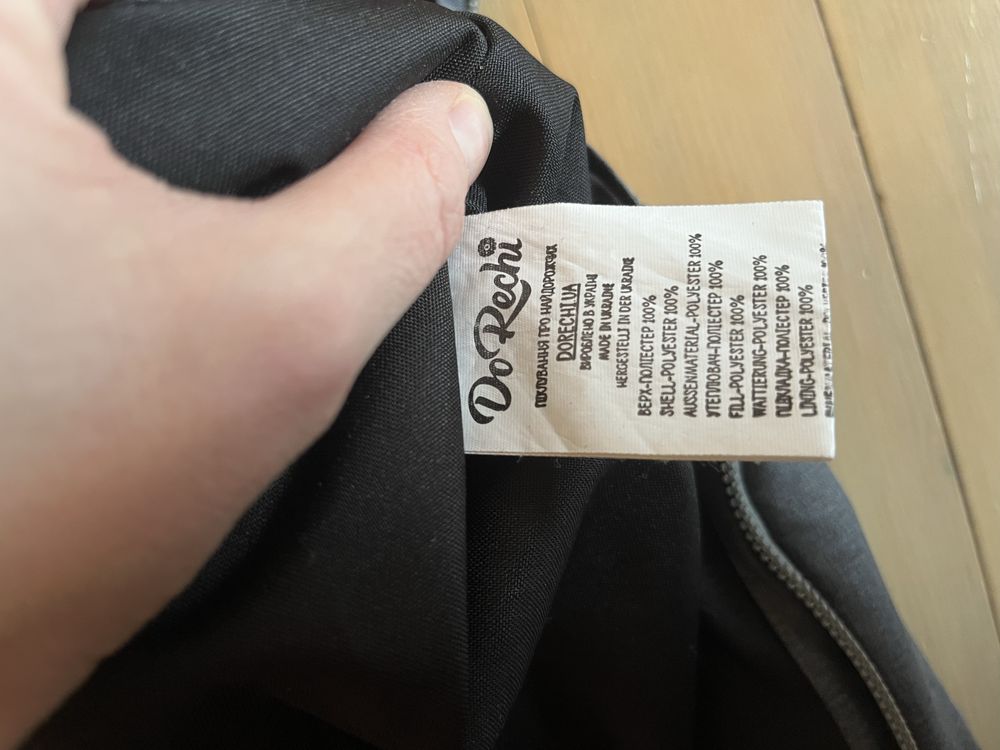 DoRechi
ПІКЛУВАННЯ ПРО НАЙДОРОЖЧИХ
DORECHI.UA
ВИРОБЛЕНО В УКРАЇНІ
MADE IN UKRAINE
HERGESTELLT IN DER UKRAINE
ВЕРХ-ПОЛІЕСТЕР 100%
SHELL-POLYESTER 100%
AUSSENMATERIAL-POLYESTER 100%
УТЕПЛЮВАЧ-ПОЛІЕСТЕР 100%
FILL-POLYESTER 100%
WATTIERUNG-POLYESTER 100%
ПІДКЛАДКА-ПОЛІЕСТЕР 100%
LINING-POLYESTER 100%